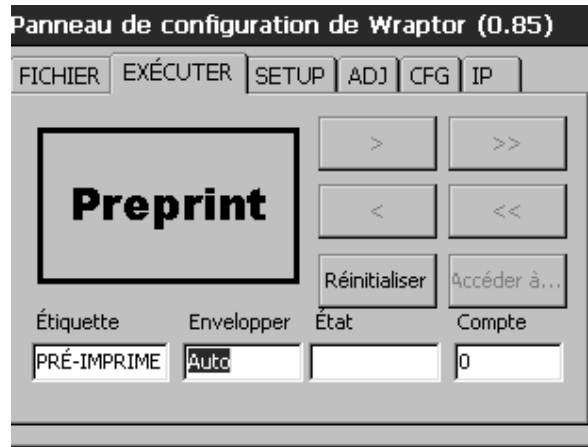 Panneau de configuration de Wraptor (0.85)
FICHIER EXÉCUTER SETUP ADJ CFG IP
Preprint
> >>
< <<
Réinitialiser Accéder à...
Étiquette Envelopper État Compte
PRÉ-IMPRIME Auto 0